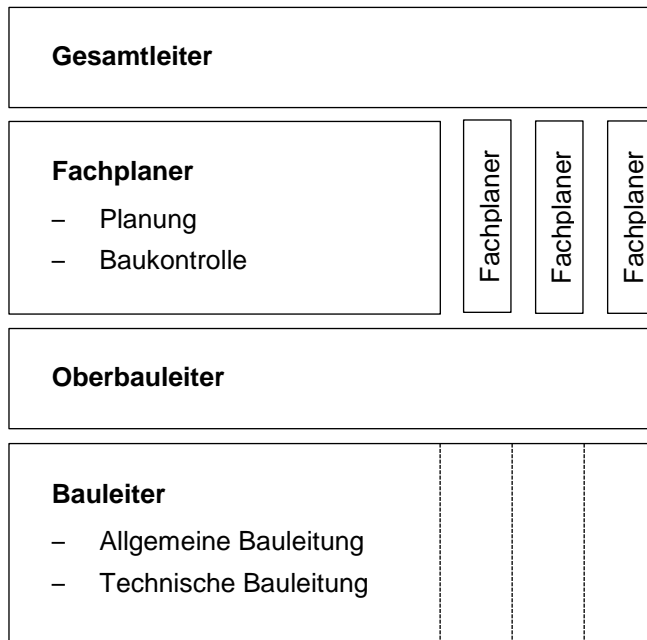 Gesamtleiter
Fachplaner
– Planung
– Baukontrolle
Fachplaner
Fachplaner
Fachplaner
Oberbauleiter
Bauleiter
– Allgemeine Bauleitung
– Technische Bauleitung